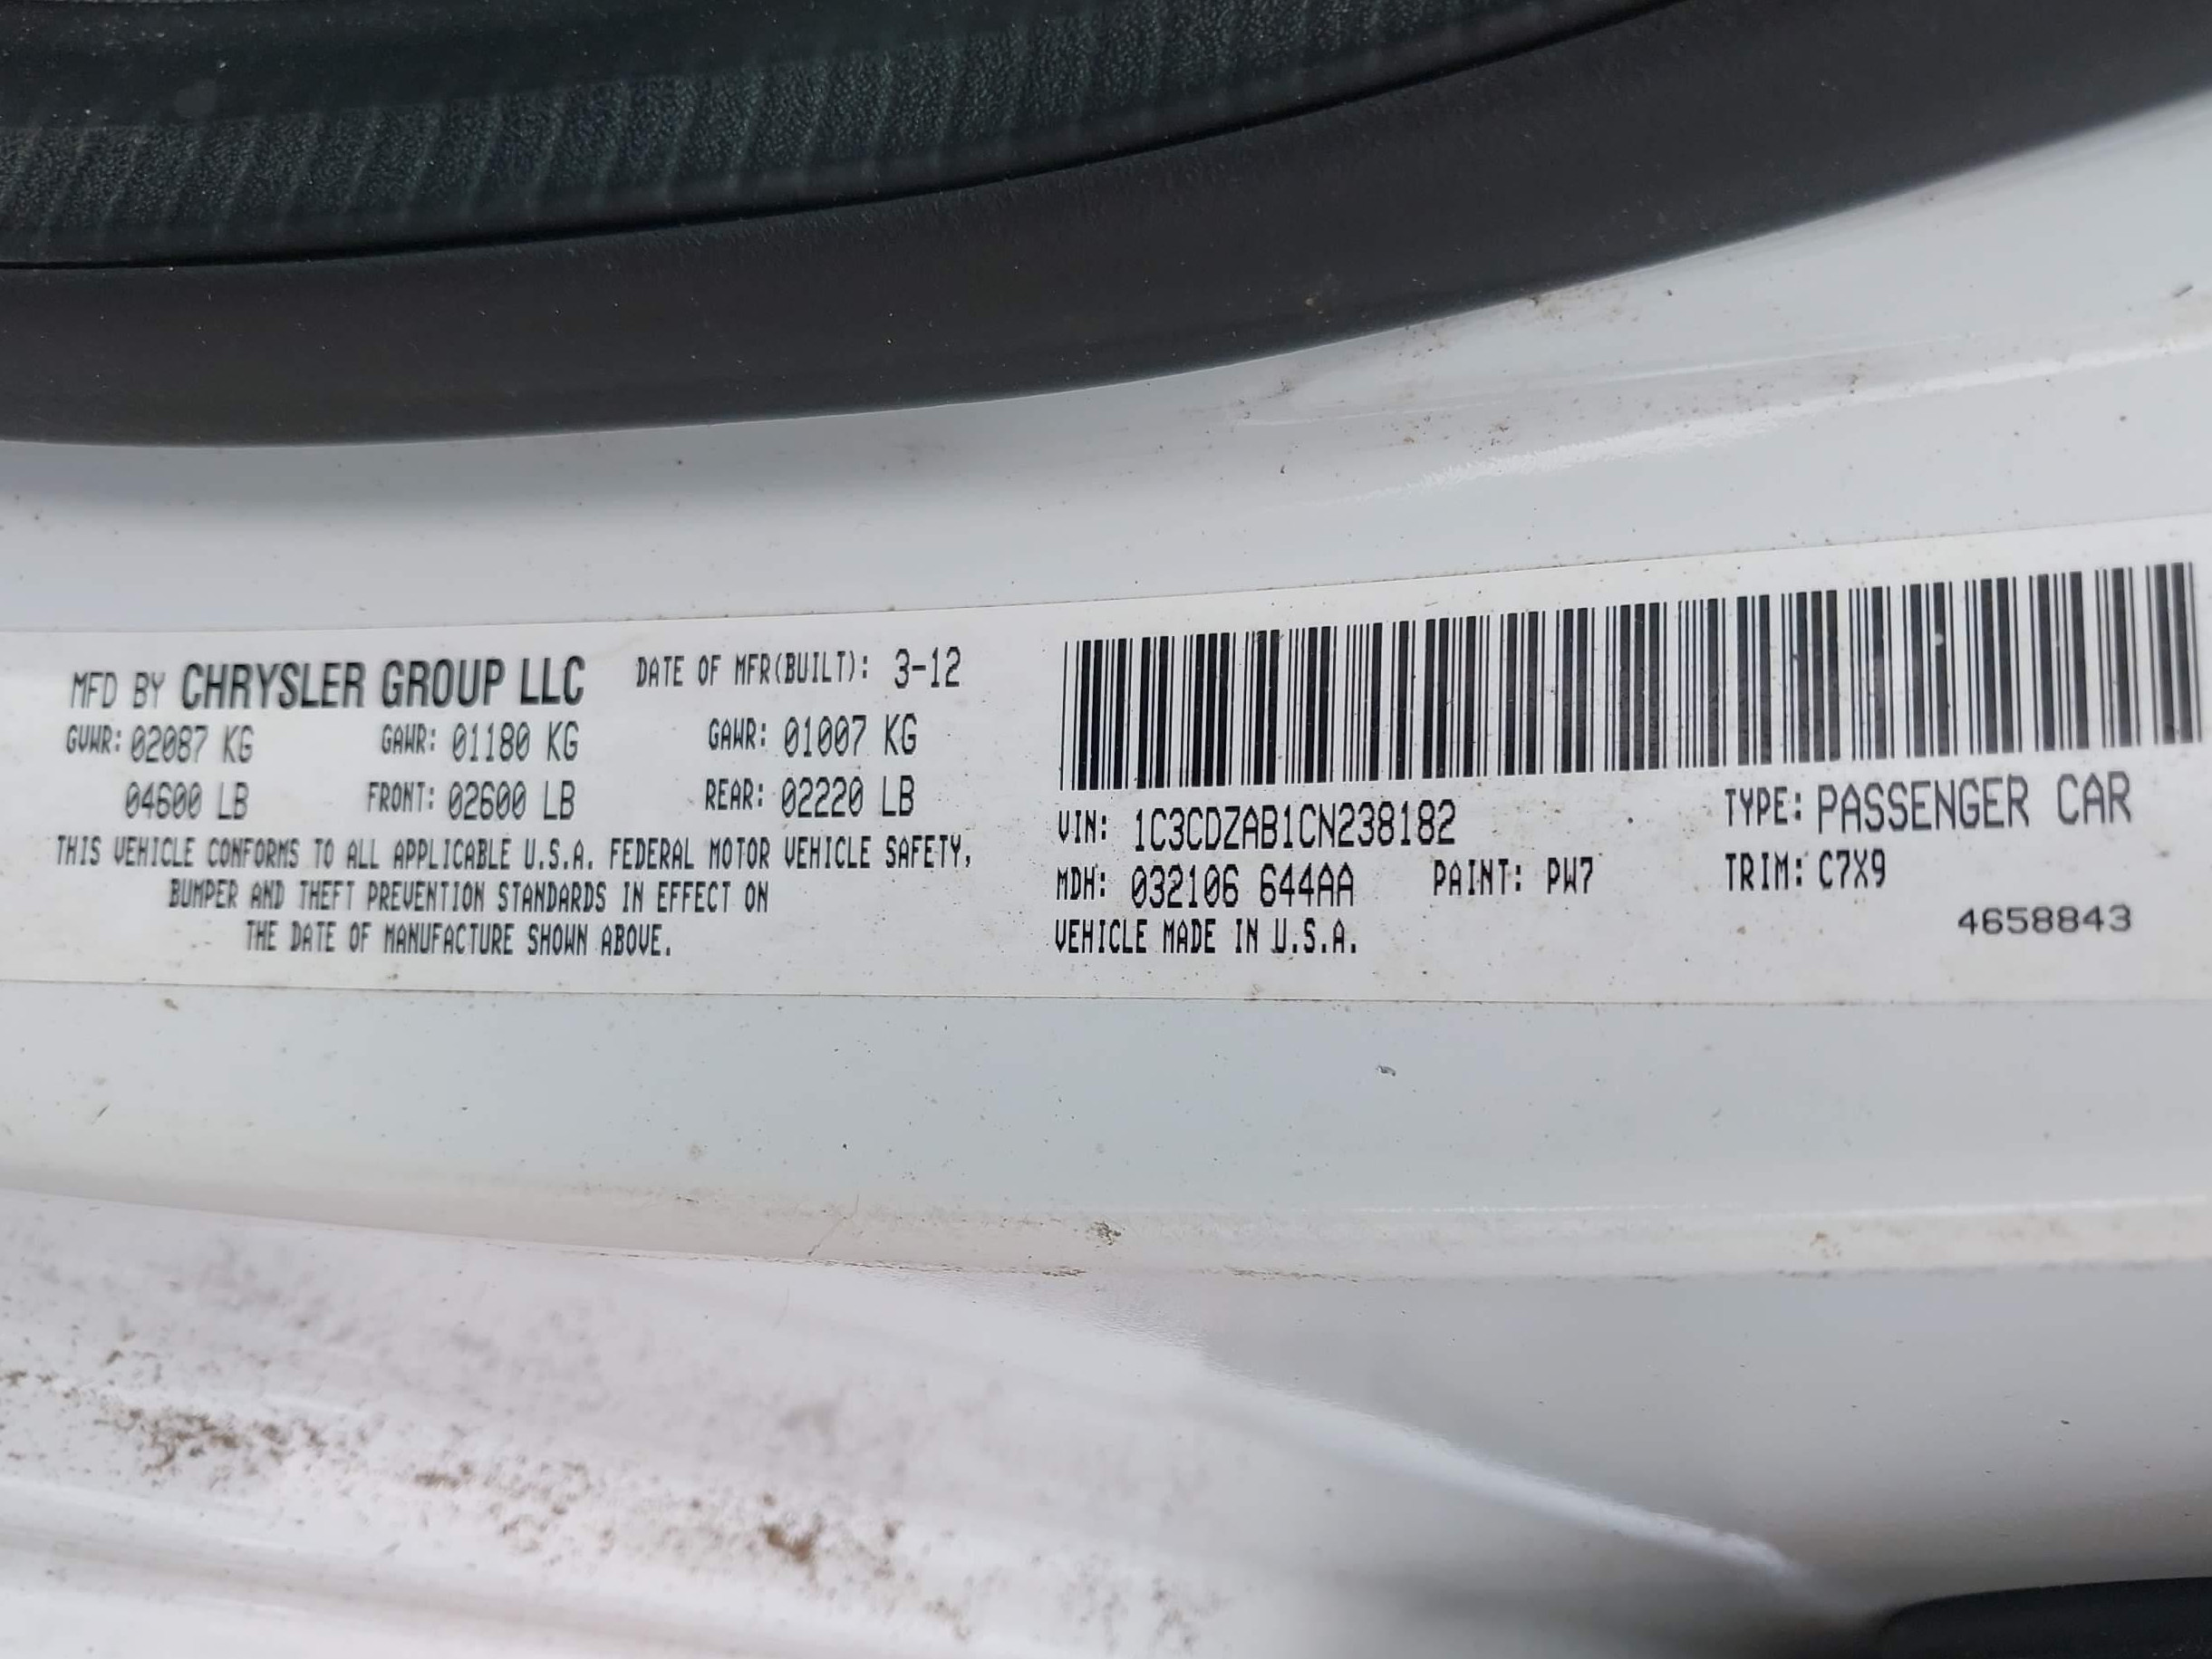 MFD BY CHRYSLER GROUP LLC DATE OF MFR(BUILT): 3-12
GVWR: 02087 KG GAWR: 01180 KG GAWR: 01007 KG
04600 LB FRONT: 02600 LB REAR: 02220 LB
THIS VEHICLE CONFORMS TO ALL APPLICABLE U.S.A. FEDERAL MOTOR VEHICLE SAFETY,
BUMPER AND THEFT PREVENTION STANDARDS IN EFFECT ON
THE DATE OF MANUFACTURE SHOWN ABOVE.
VIN: 1C3CDZAB1CN238182 TYPE: PASSENGER CAR
MDH: 032106 644AA PAINT: PW7 TRIM: C7X9
VEHICLE MADE IN U.S.A. 4658843